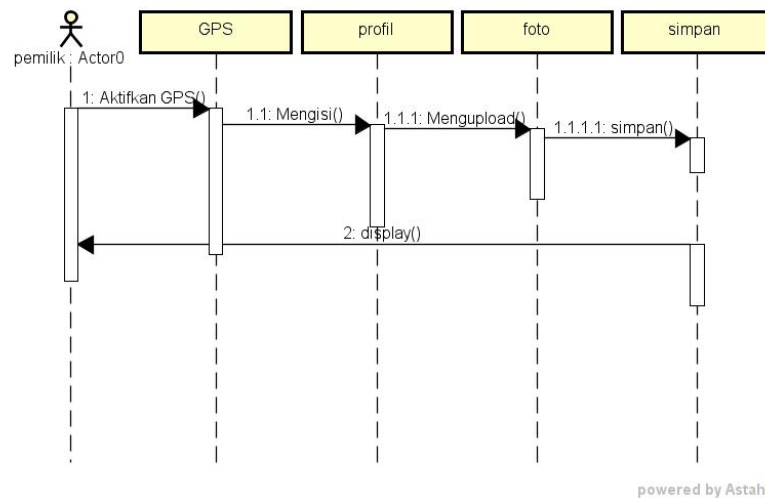 GPS
profil
foto
simpan
pemilik : Actor0
1: Aktifkan GPS()
1.1: Mengisi()
1.1.1: Mengupload()
1.1.1.1: simpan()
2: display()
powered by Astah